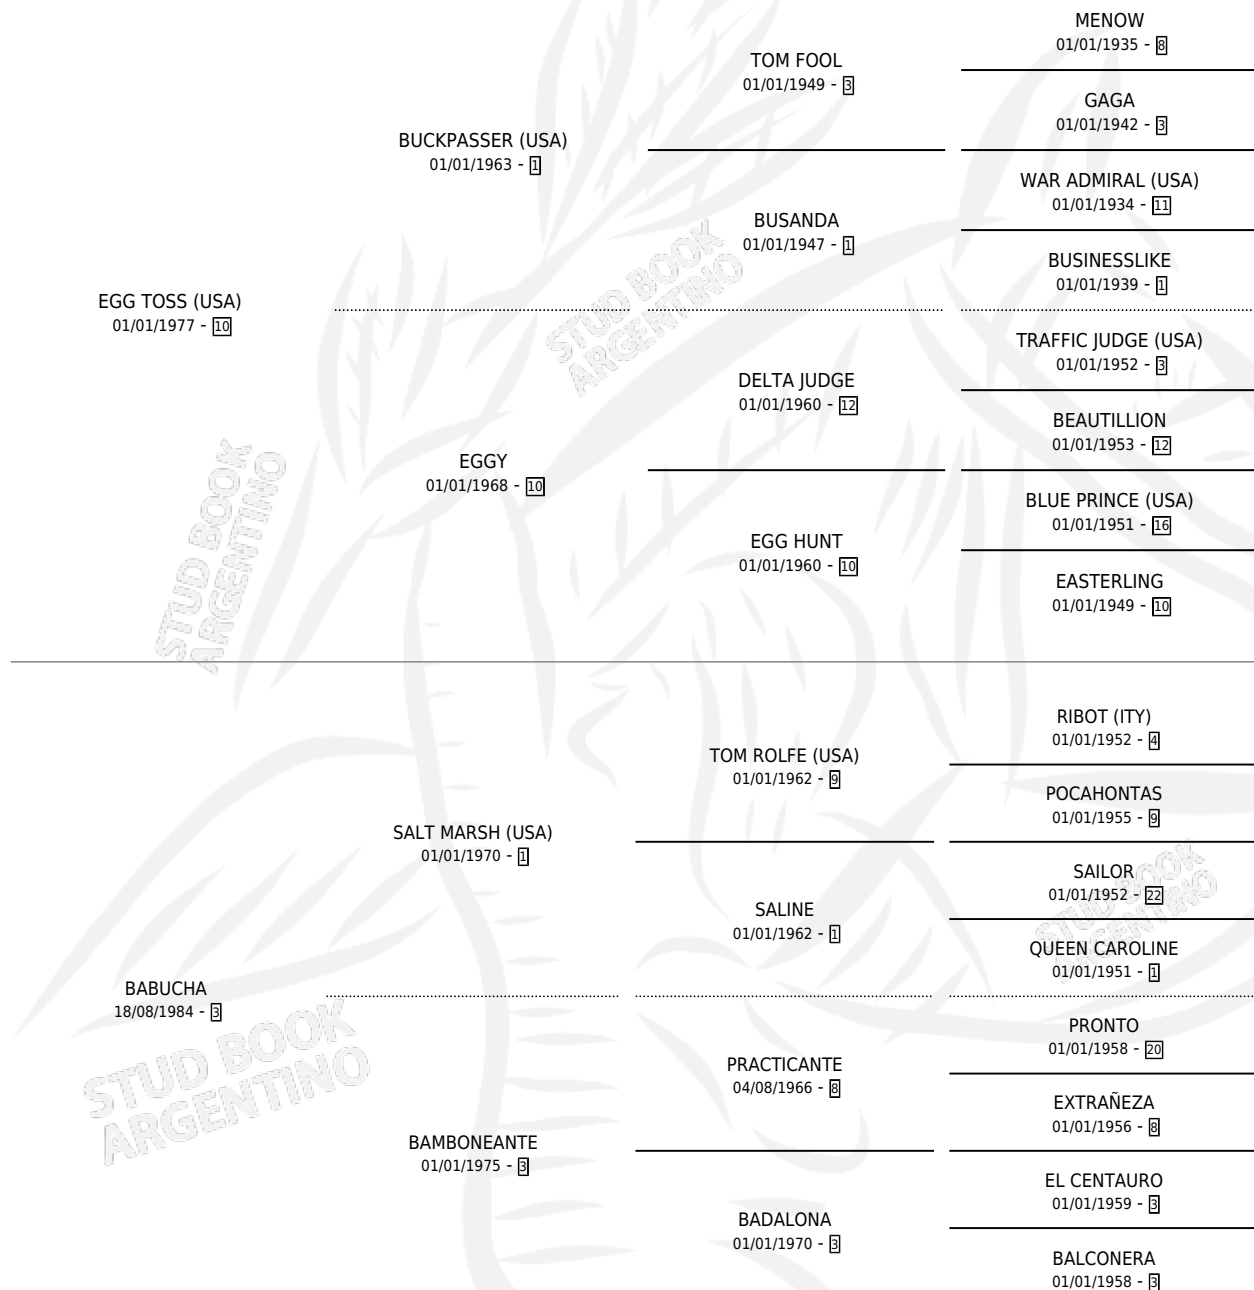 MENOW
01/01/1935 - 8
TOM FOOL
01/01/1949 - 3
GAGA
01/01/1942 - 3
BUCKPASSER (USA)
01/01/1963 - 1
WAR ADMIRAL (USA)
01/01/1934 - 11
BUSANDA
01/01/1947 - 1
BUSINESSLIKE
01/01/1939 - 1
EGG TOSS (USA)
01/01/1977 - 10
TRAFFIC JUDGE (USA)
01/01/1952 - 3
DELTA JUDGE
01/01/1960 - 12
BEAUTILLION
01/01/1953 - 12
EGGY
01/01/1968 - 10
BLUE PRINCE (USA)
01/01/1951 - 16
EGG HUNT
01/01/1960 - 10
EASTERLING
01/01/1949 - 10
RIBOT (ITY)
01/01/1952 - 4
TOM ROLFE (USA)
01/01/1962 - 9
POCAHONTAS
01/01/1955 - 9
SALT MARSH (USA)
01/01/1970 - 1
SAILOR
01/01/1952 - 22
SALINE
01/01/1962 - 1
QUEEN CAROLINE
01/01/1951 - 1
BABUCHA
18/08/1984 - 3
PRONTO
01/01/1958 - 20
PRACTICANTE
04/08/1966 - 8
EXTRAÑEZA
01/01/1956 - 8
BAMBONEANTE
01/01/1975 - 3
EL CENTAURO
01/01/1959 - 3
BADALONA
01/01/1970 - 3
BALCONERA
01/01/1958 - 3
STUD BOOK
ARGENTINO
STUD BOOK
ARGENTINO
STUD BOOK
ARGENTINO
STUD BOOK
ARGENTINO